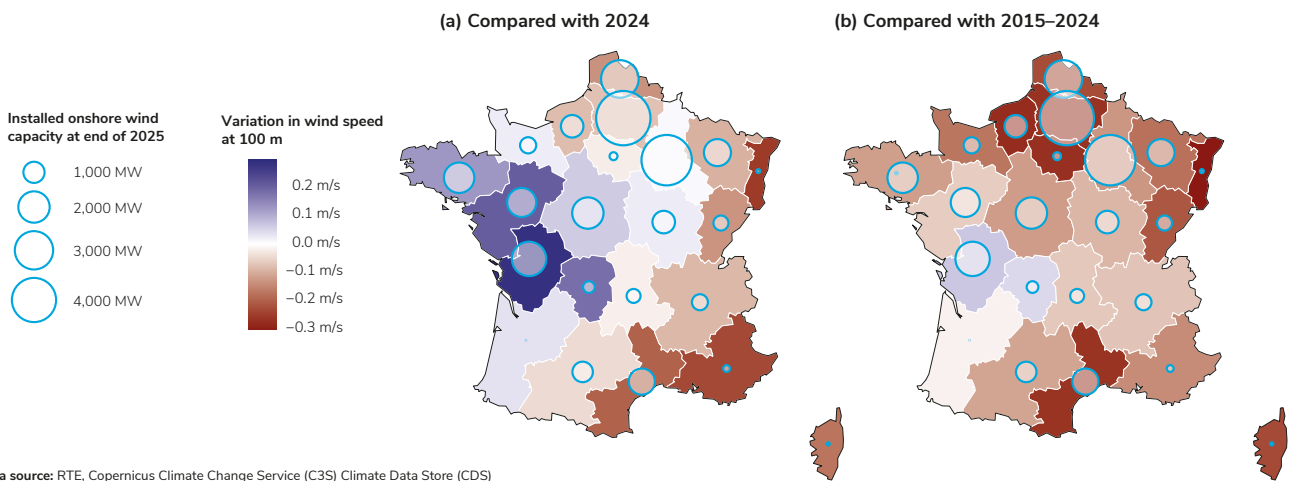 (a) Compared with 2024
(b) Compared with 2015–2024
Installed onshore wind
capacity at end of 2025
1,000 MW
2,000 MW
3,000 MW
4,000 MW
Variation in wind speed
at 100 m
0.2 m/s
0.1 m/s
0.0 m/s
−0.1 m/s
−0.2 m/s
−0.3 m/s
a source: RTE, Copernicus Climate Change Service (C3S) Climate Data Store (CDS)